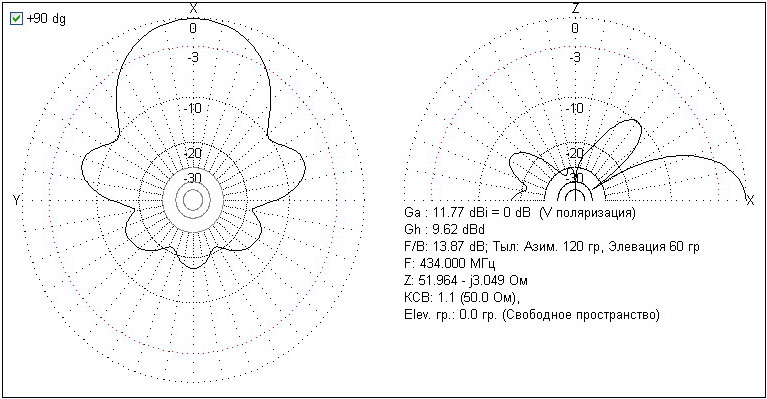 +90 dg
X
0
-3
-10
-20
-30
Y
Z
0
-3
-10
-20
-30
X
Ga : 11.77 dBi = 0 dB (V поляризация)
Gh : 9.62 dBd
F/B: 13.87 dB; Тыл: Азим. 120 гр, Элевация 60 гр
F: 434.000 МГц
Z: 51.964 - j3.049 Ом
КСВ: 1.1 (50.0 Ом),
Elev. гр.: 0.0 гр. (Свободное пространство)